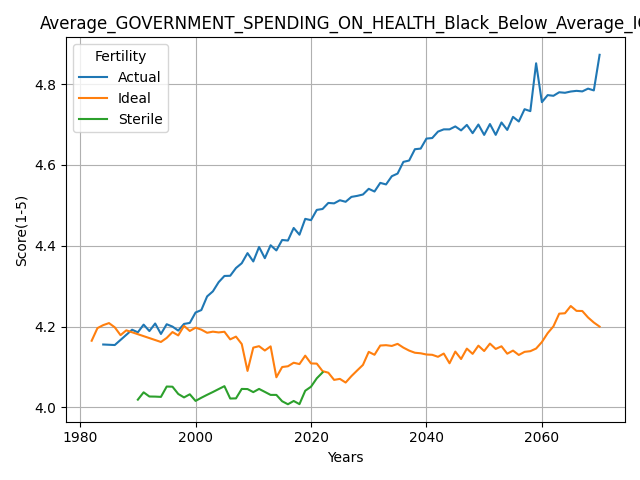 Average_GOVERNMENT_SPENDING_ON_HEALTH_Black_Below_Average_I
Fertility
Actual
Ideal
Sterile
Score(1-5)
4.8
4.6
4.4
4.2
4.0
1980
2000
2020
2040
2060
Years